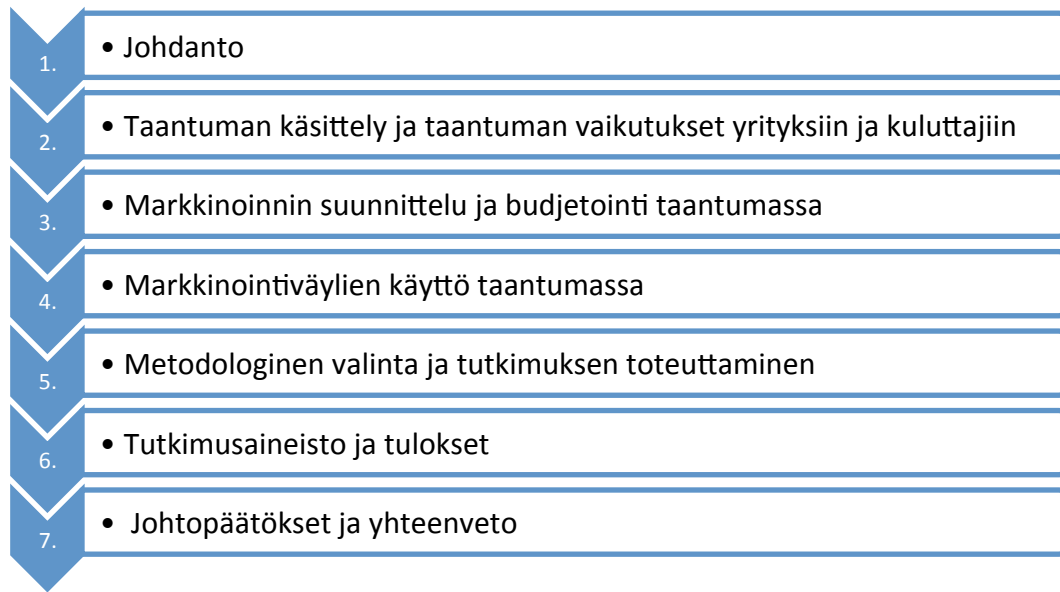 1. • Johdanto
2. • Taantuman käsittely ja taantuman vaikutukset yrityksiin ja kuluttajiin
3. • Markkinoinnin suunnittelu ja budjetointi taantumassa
4. • Markkinointiväylien käyttö taantumassa
5. • Metodologinen valinta ja tutkimuksen toteuttaminen
6. • Tutkimusaineisto ja tulokset
7. • Johtopäätökset ja yhteenveto